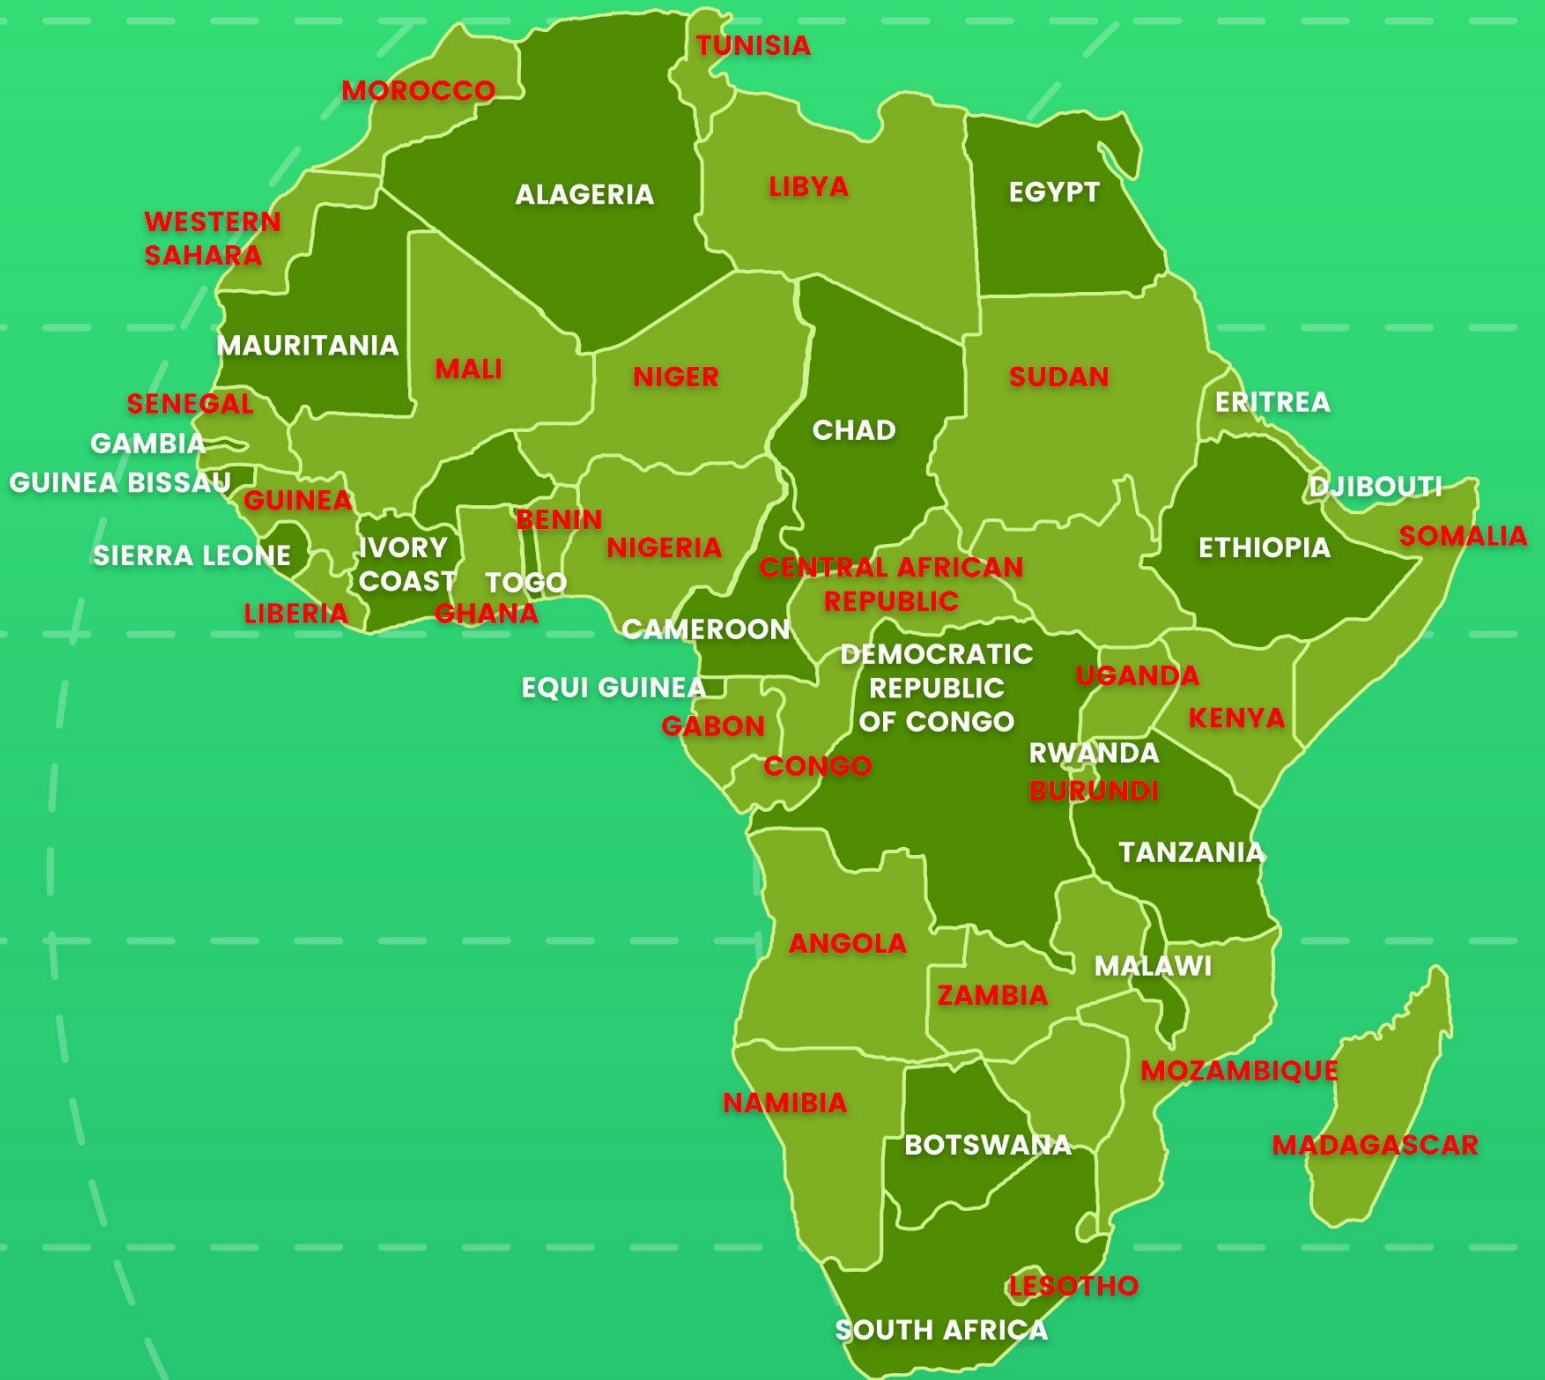 TUNISIA
MOROCCO
ALAGERIA
LIBYA
EGYPT
WESTERN
SAHARA
MAURITANIA
MALI
NIGER
SUDAN
SENEGAL
ERITREA
CHAD
GAMBIA
GUINEA BISSAU
DJIBOUTI
GUINEA
BENIN
SOMALIA
SIERRA LEONE
IVORY
COAST
NIGERIA
ETHIOPIA
TOGO
CENTRAL AFRICAN
REPUBLIC
LIBERIA
GHANA
CAMEROON
DEMOCRATIC
REPUBLIC
OF CONGO
UGANDA
EQUI GUINEA
GABON
KENYA
RWANDA
CONGO
BURUNDI
TANZANIA
ANGOLA
MALAWI
ZAMBIA
MOZAMBIQUE
NAMIBIA
BOTSWANA
MADAGASCAR
LESOTHO
SOUTH AFRICA